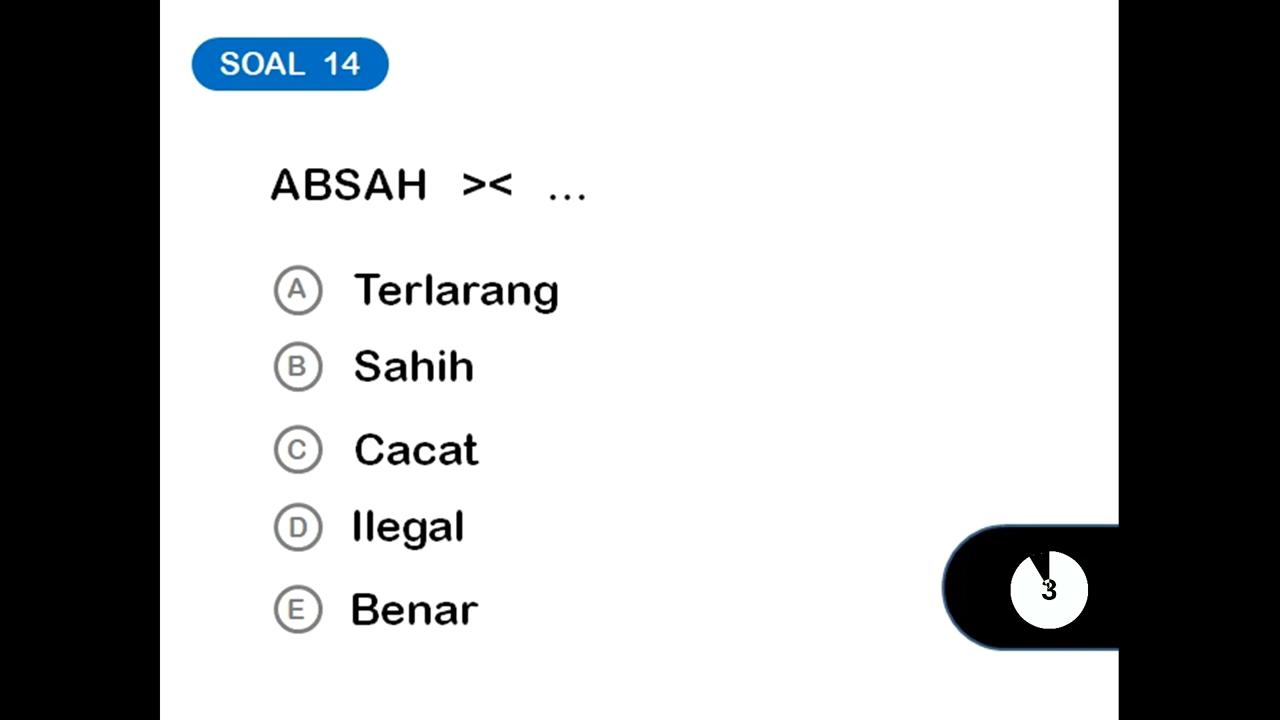 SOAL 14
ABSAH >< ...
A Terlarang
B Sahih
C Cacat
D Ilegal
E Benar
3